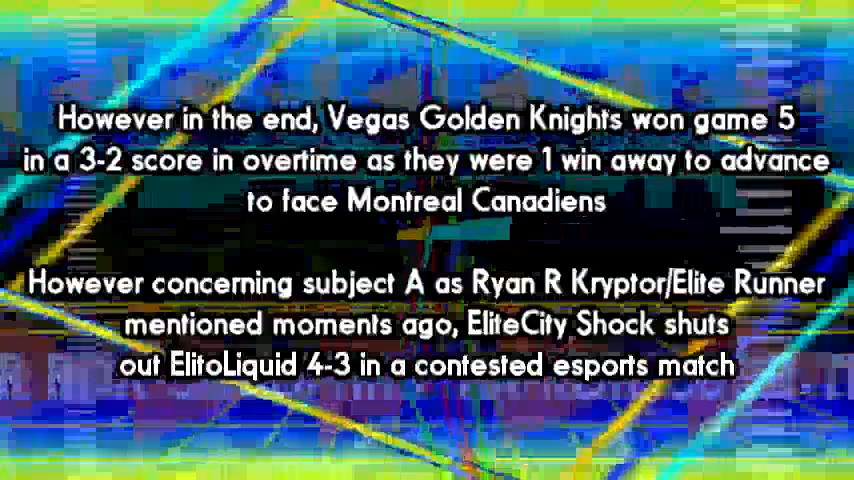 However in the end, Vegas Golden Knights won game 5
in a 3-2 score in overtime as they were 1 win away to advance
to face Montreal Canadiens
However concerning subject A as Ryan R Kryptor/Elite Runner
mentioned moments ago, EliteCity Shock shuts
out ElitoLiquid 4-3 in a contested esports match